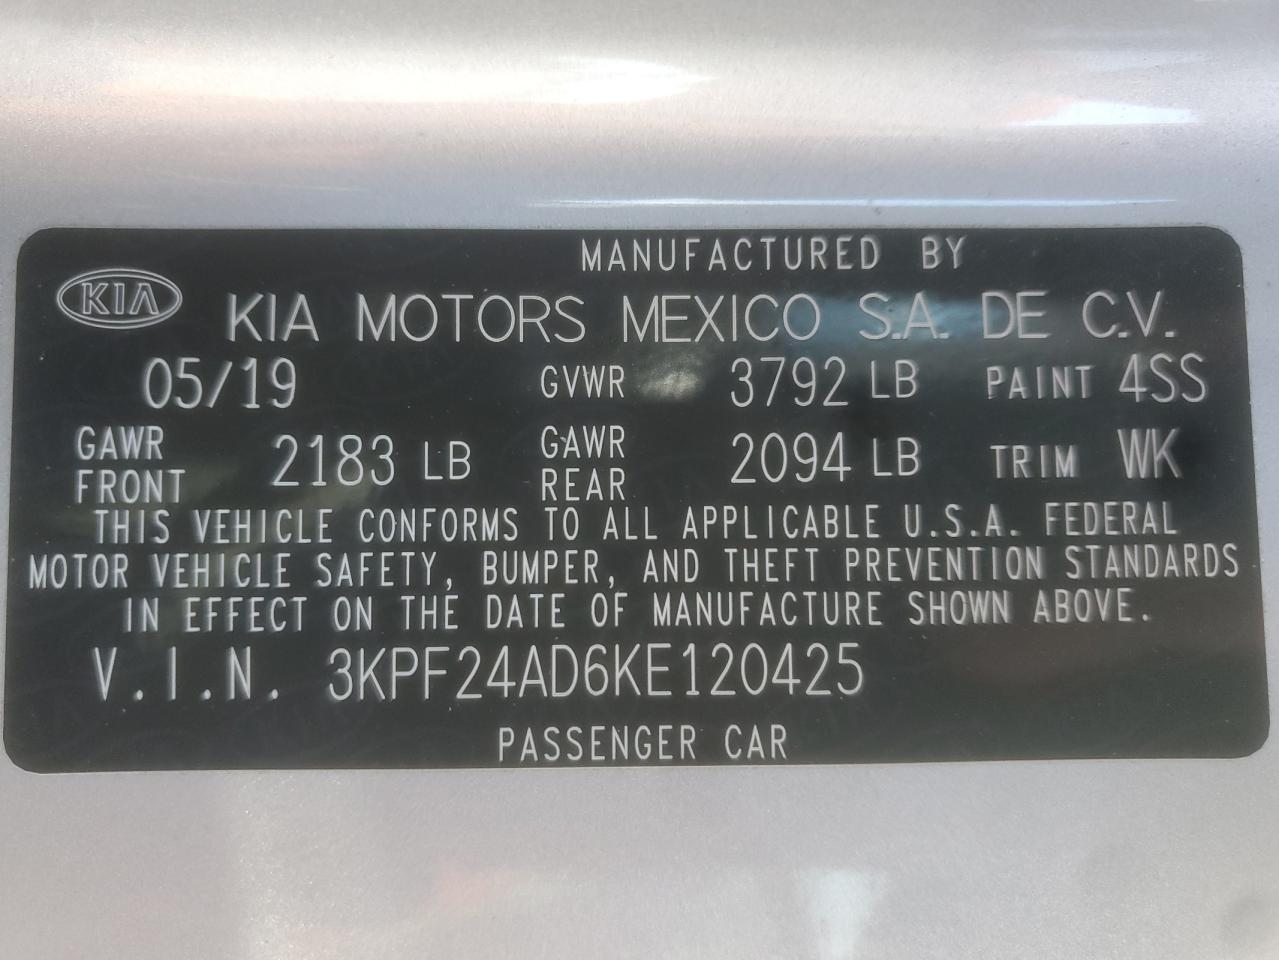 MANUFACTURED BY
KIA KIA MOTORS MEXICO S.A. DE C.V.
05/19 GVWR 3792 LB PAINT 4SS
GAWR FRONT 2183 LB GAWR REAR 2094 LB TRIM WK
THIS VEHICLE CONFORMS TO ALL APPLICABLE U.S.A. FEDERAL
MOTOR VEHICLE SAFETY, BUMPER, AND THEFT PREVENTION STANDARDS
IN EFFECT ON THE DATE OF MANUFACTURE SHOWN ABOVE.
V.I.N. 3KPF24AD6KE120425
PASSENGER CAR